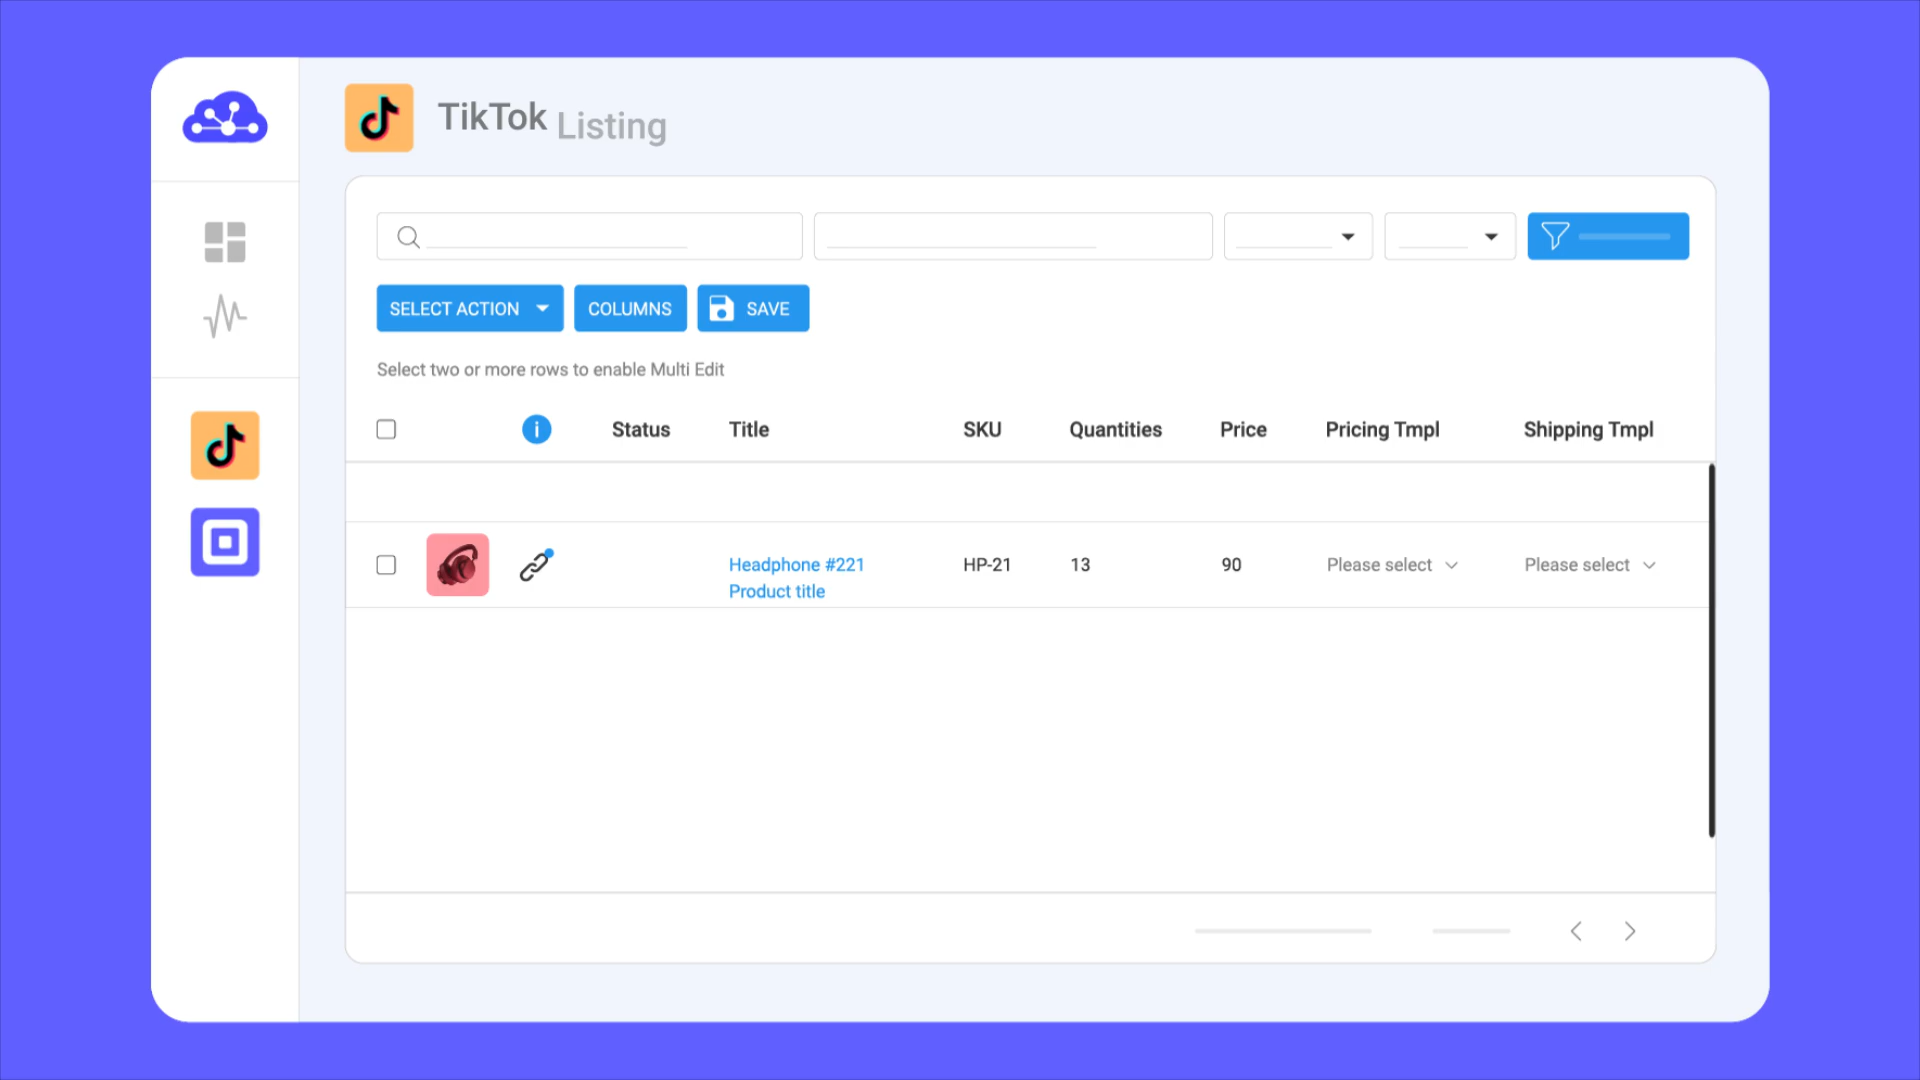 TikTok Listing
SELECT ACTION COLUMNS SAVE
Select two or more rows to enable Multi Edit
i Status Title SKU Quantities Price Pricing Tmpl Shipping Tmpl
Headphone #221 HP-21 13 90 Please select Please select
Product title